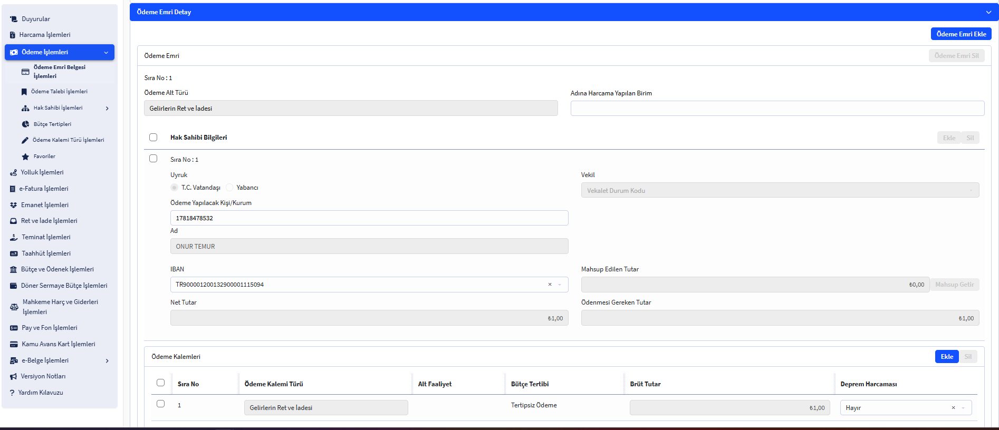 Duyurular
Harcama İşlemleri
Ödeme İşlemleri
Ödeme Emri Belgesi
İşlemleri
Ödeme Talebi İşlemleri
Hak Sahibi İşlemleri
Bütçe Tertipleri
Ödeme Kalemi Türü İşlemleri
Favoriler
Yolluk İşlemleri
e-Fatura İşlemleri
Emanet İşlemleri
Ret ve İade İşlemleri
Teminat İşlemleri
Taahhüt İşlemleri
Bütçe ve Ödenek İşlemleri
Döner Sermaye Bütçe İşlemleri
Mahkeme Harç ve Giderleri
İşlemleri
Pay ve Fon İşlemleri
Kamu Avans Kart İşlemleri
e-Belge İşlemleri
Versiyon Notları
Yardım Kılavuzu
Ödeme Emri Detay
Ödeme Emri Ekle
Ödeme Emri
Ödeme Emri Sil
Sıra No : 1
Ödeme Alt Türü
Adına Harcama Yapılan Birim
Gelirlerin Ret ve İadesi
Hak Sahibi Bilgileri
Ekle Sil
Sıra No : 1
Uyruk
Vekil
T.C. Vatandaşı Yabancı
Vekalet Durum Kodu
Ödeme Yapılacak Kişi/Kurum
17818478532
Ad
ONUR TEMUR
IBAN
Mahsup Edilen Tutar
TR900001200132900001115094
₺0,00 Mahsup Getir
Net Tutar
Ödenmesi Gereken Tutar
₺1,00
₺1,00
Ödeme Kalemleri
Ekle Sil
Sıra No Ödeme Kalemi Türü Alt Faaliyet Bütçe Tertibi Brüt Tutar Deprem Harcaması
1 Gelirlerin Ret ve İadesi Tertipsiz Ödeme ₺1,00 Hayır